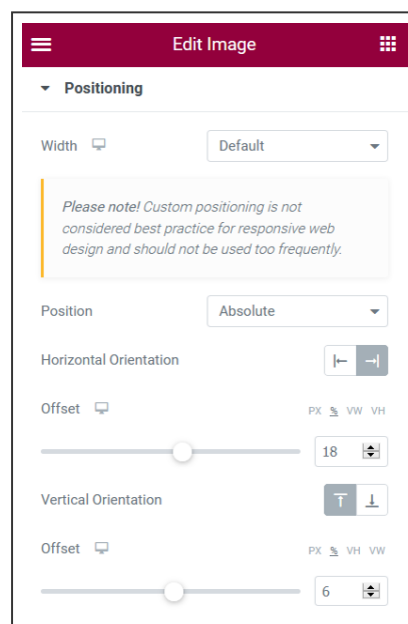 Edit Image
Positioning
Width Default
Please note! Custom positioning is not
considered best practice for responsive web
design and should not be used too frequently.
Position Absolute
Horizontal Orientation
Offset PX % VW VH
18
Vertical Orientation
Offset PX % VH VW
6